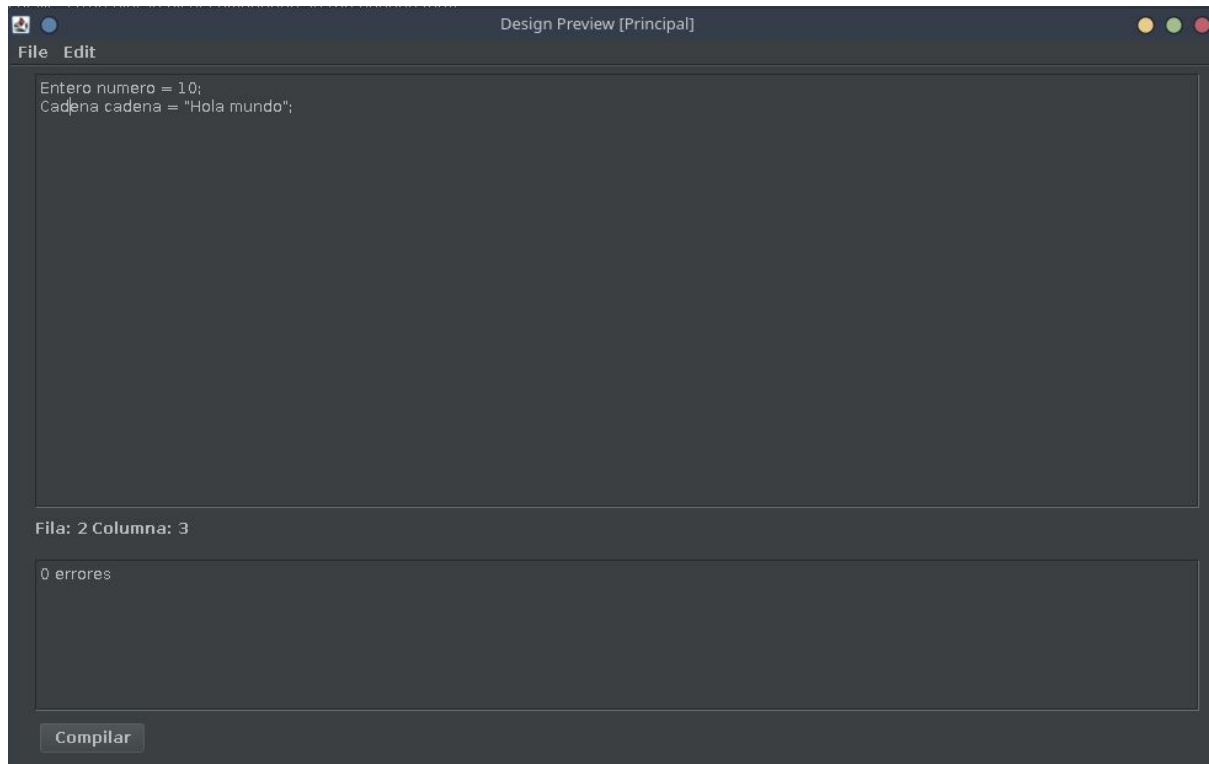 Design Preview [Principal]
File Edit
Entero numero = 10;
Cadena cadena = "Hola mundo";
Fila: 2 Columna: 3
0 errores
Compilar